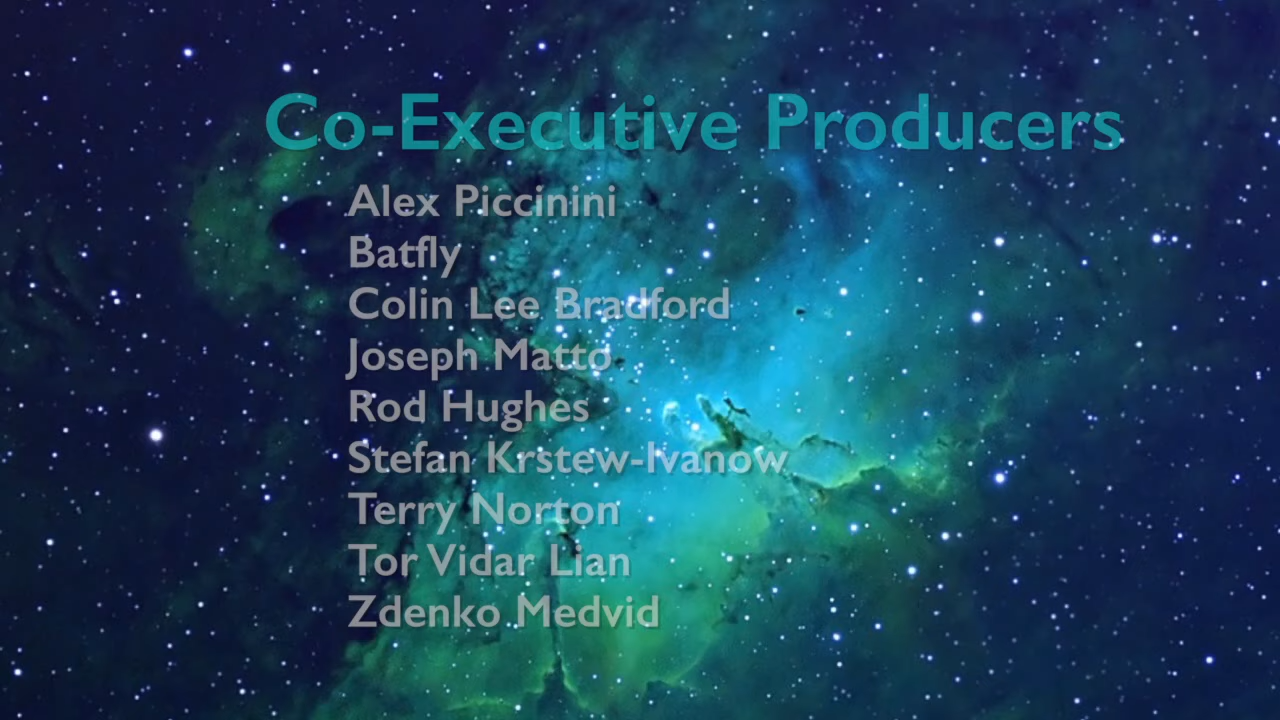 Co-Executive Producers
Alex Piccinini
Batfly
Colin Lee Bradford
Joseph Matto
Rod Hughes
Stefan Krstew-Ivanow
Terry Norton
Tor Vidar Lian
Zdenko Medvid